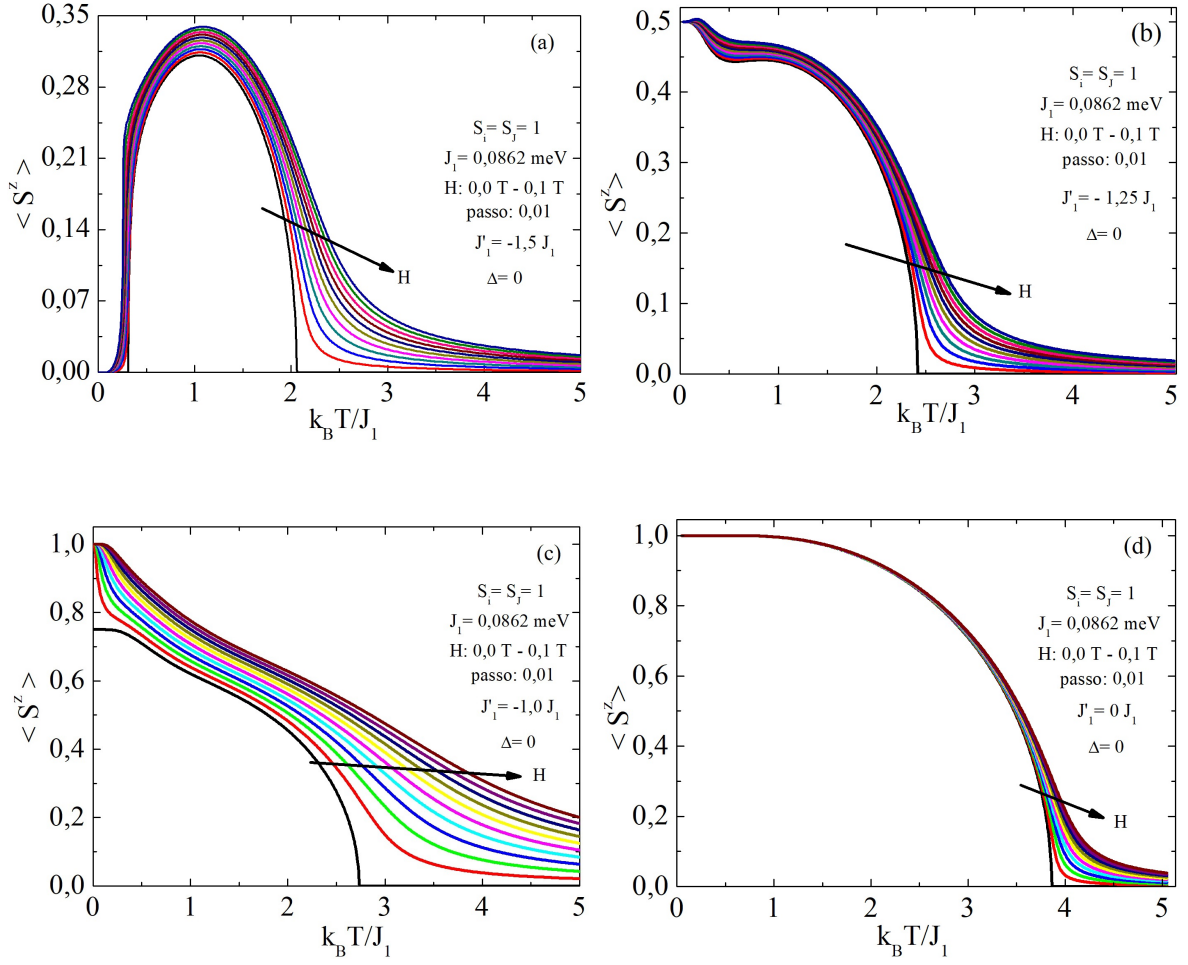 (a)
0,35
0,28
0,21
0,14
0,07
0,00
< S^z >
S_i= S_J= 1
J_1= 0,0862 meV
H: 0,0 T - 0,1 T
passo: 0,01
J'_1= -1,5 J_1
Δ= 0
H
0 1 2 3 4 5
k_B T/J_1
(b)
0,5
0,4
0,3
0,2
0,1
0,0
< S^z >
S_i= S_J= 1
J_1= 0,0862 meV
H: 0,0 T - 0,1 T
passo: 0,01
J'_1= - 1,25 J_1
Δ= 0
H
0 1 2 3 4 5
k_B T/J_1
(c)
1,0
0,8
0,6
0,4
0,2
0,0
< S^z >
S_i= S_J= 1
J_1= 0,0862 meV
H: 0,0 T - 0,1 T
passo: 0,01
J'_1= -1,0 J_1
Δ= 0
H
0 1 2 3 4 5
k_B T/J_1
(d)
1,0
0,8
0,6
0,4
0,2
0,0
< S^z >
S_i= S_J= 1
J_1= 0,0862 meV
H: 0,0 T - 0,1 T
passo: 0,01
J'_1= 0 J_1
Δ= 0
H
0 1 2 3 4 5
k_B T/J_1